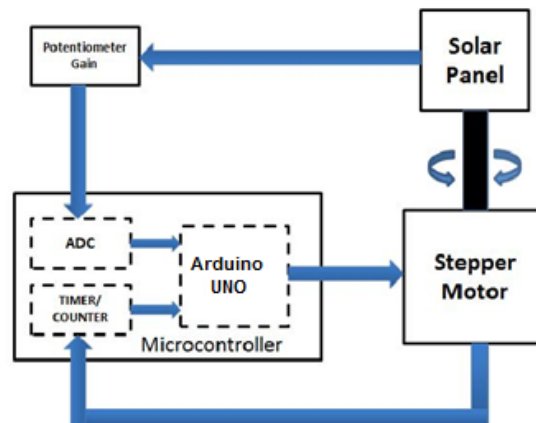 Potentiometer
Gain
Solar
Panel
ADC
TIMER/
COUNTER
Arduino
UNO
Microcontroller
Stepper
Motor